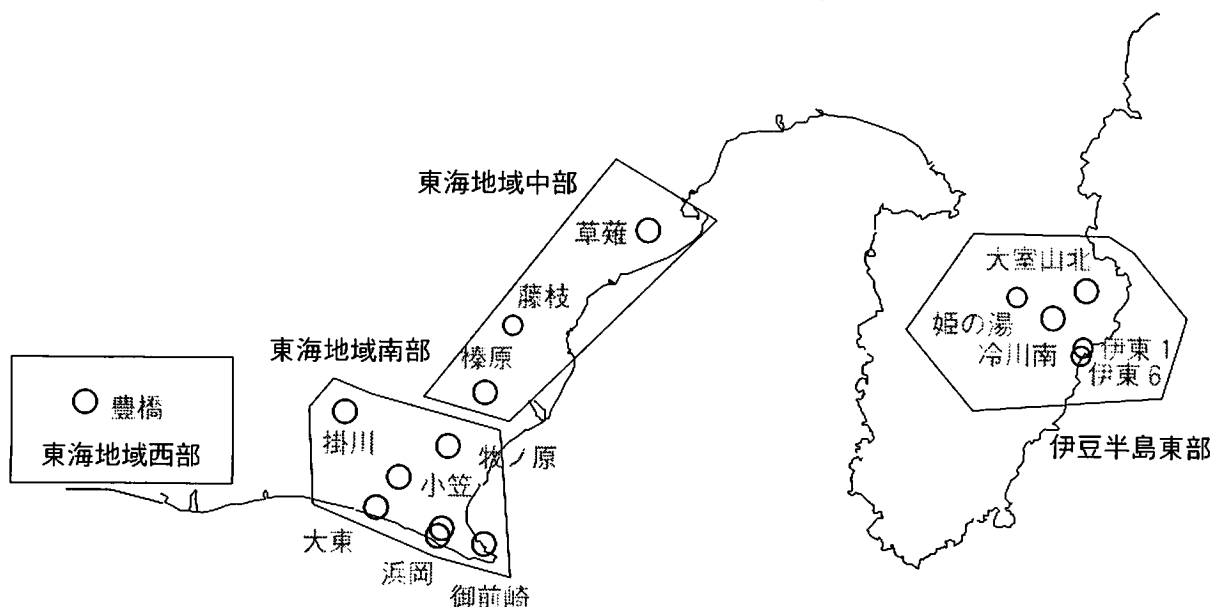 東海地域中部
草薙
大室山北
藤枝
姫の湯
東海地域南部
榛原
冷川南
伊東1
伊東6
豊橋
掛川
牧ノ原
東海地域西部
小笠
伊豆半島東部
大東
浜岡
御前崎